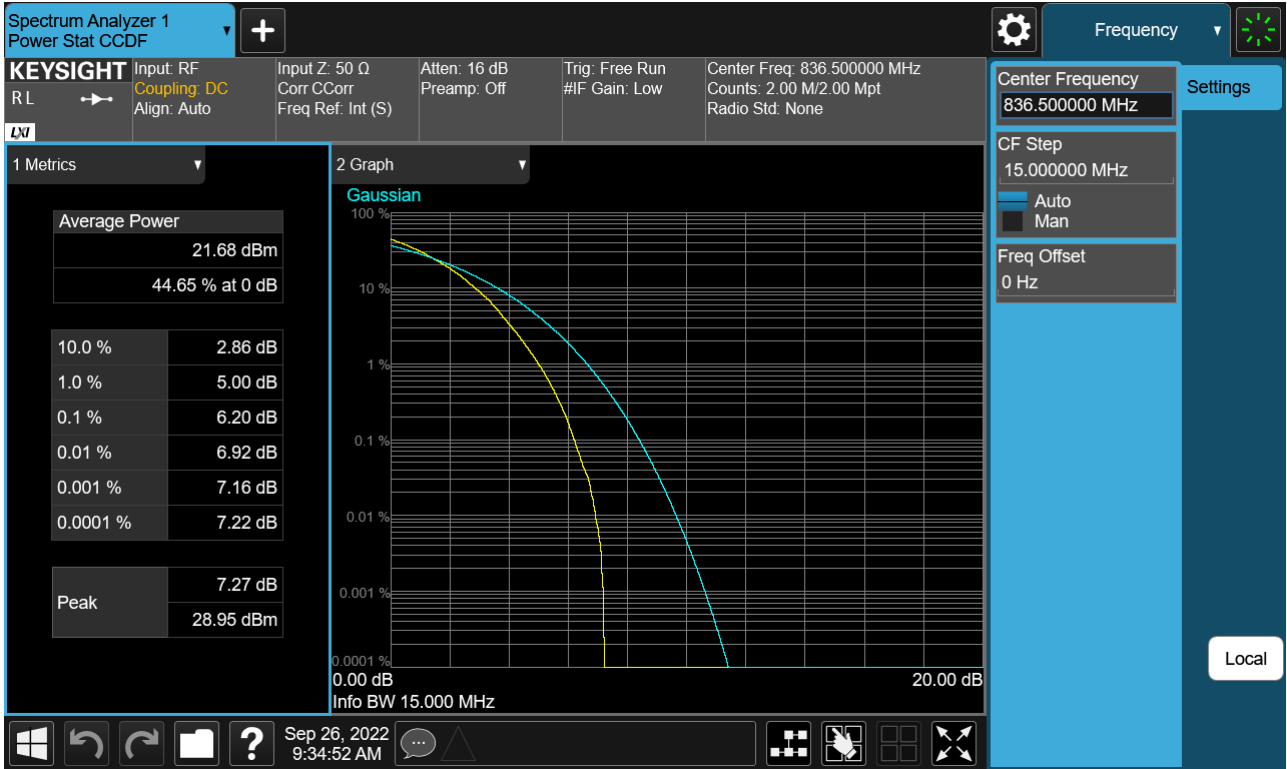 Spectrum Analyzer 1
Power Stat CCDF
Frequency
KEYSIGHT
R L
LXI
Input: RF
Coupling: DC
Align: Auto
Input Z: 50 Ω
Corr CCorr
Freq Ref: Int (S)
Atten: 16 dB
Preamp: Off
Trig: Free Run
#IF Gain: Low
Center Freq: 836.500000 MHz
Counts: 2.00 M/2.00 Mpt
Radio Std: None
Center Frequency
836.500000 MHz
Settings
CF Step
15.000000 MHz
Auto
Man
Freq Offset
0 Hz
Local
1 Metrics
Average Power
21.68 dBm
44.65 % at 0 dB
10.0 % 2.86 dB
1.0 % 5.00 dB
0.1 % 6.20 dB
0.01 % 6.92 dB
0.001 % 7.16 dB
0.0001 % 7.22 dB
Peak
7.27 dB
28.95 dBm
2 Graph
Gaussian
100 %
10 %
1 %
0.1 %
0.01 %
0.001 %
0.0001 %
0.00 dB 20.00 dB
Info BW 15.000 MHz
?
Sep 26, 2022
9:34:52 AM